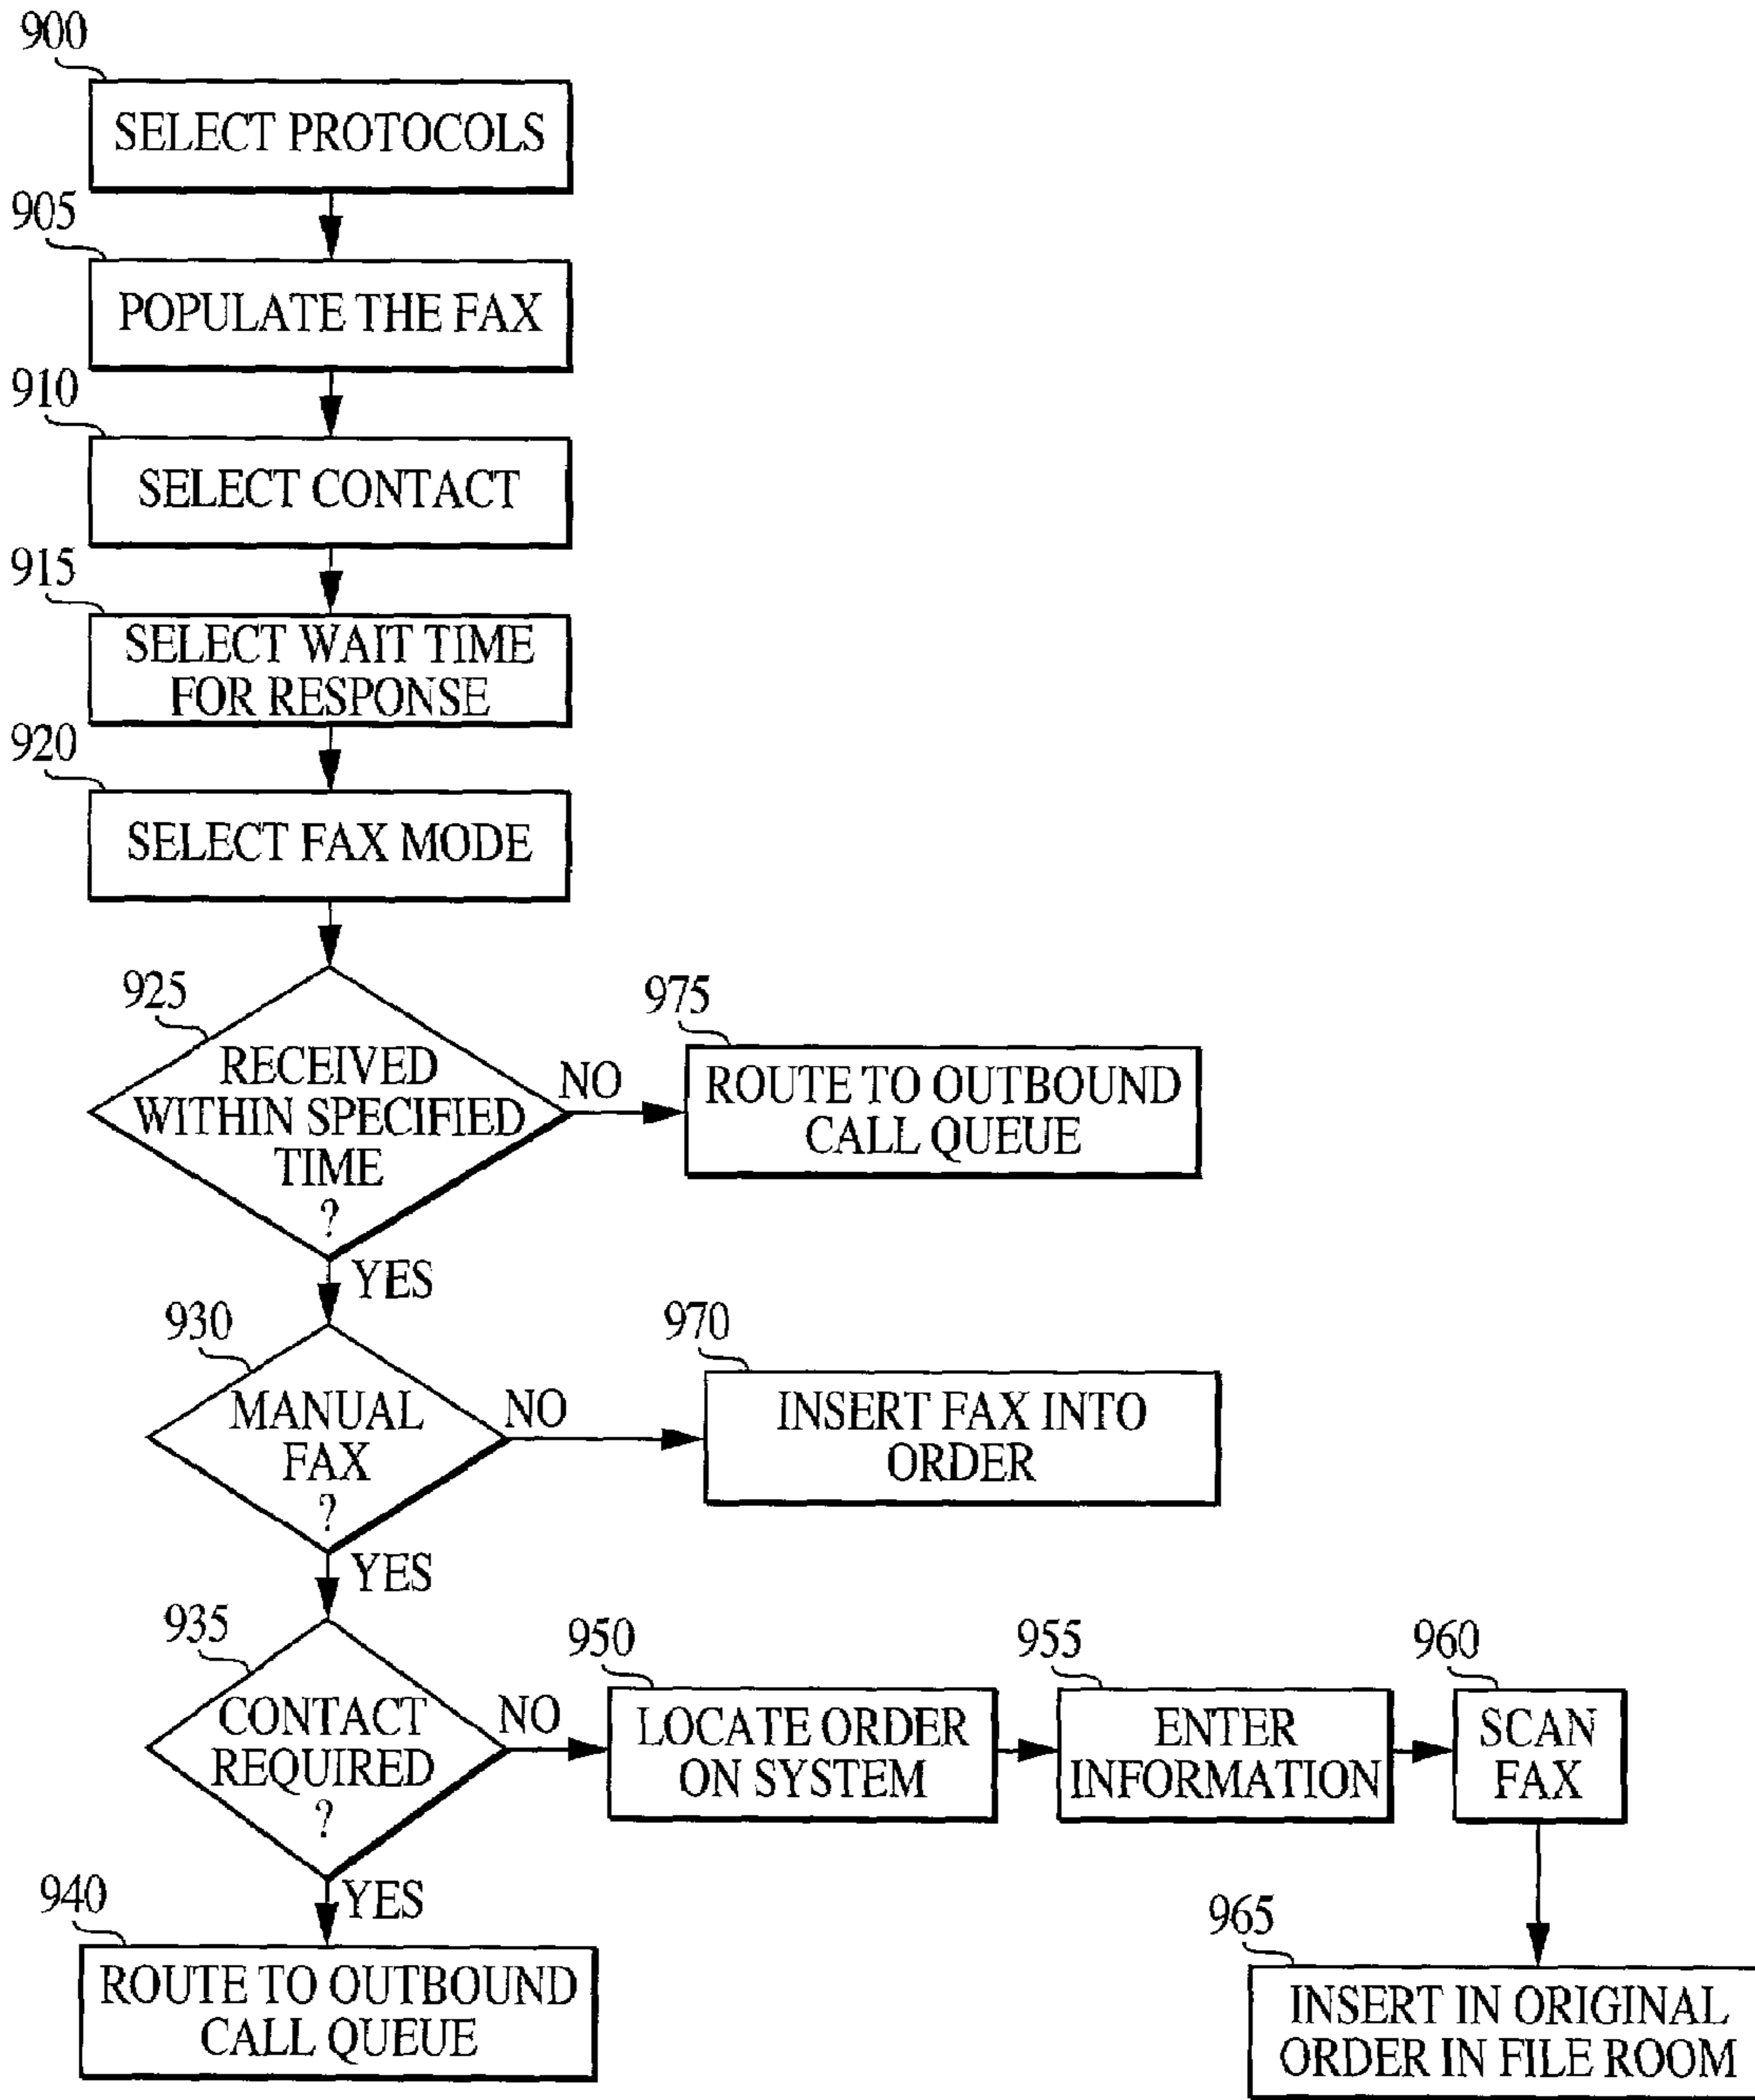 900
SELECT PROTOCOLS
905
POPULATE THE FAX
910
SELECT CONTACT
915
SELECT WAIT TIME
FOR RESPONSE
920
SELECT FAX MODE
925
RECEIVED
WITHIN SPECIFIED
TIME
?
NO
975
ROUTE TO OUTBOUND
CALL QUEUE
YES
930
MANUAL
FAX
?
NO
970
INSERT FAX INTO
ORDER
YES
935
CONTACT
REQUIRED
?
NO
950
LOCATE ORDER
ON SYSTEM
955
ENTER
INFORMATION
960
SCAN
FAX
YES
940
ROUTE TO OUTBOUND
CALL QUEUE
965
INSERT IN ORIGINAL
ORDER IN FILE ROOM